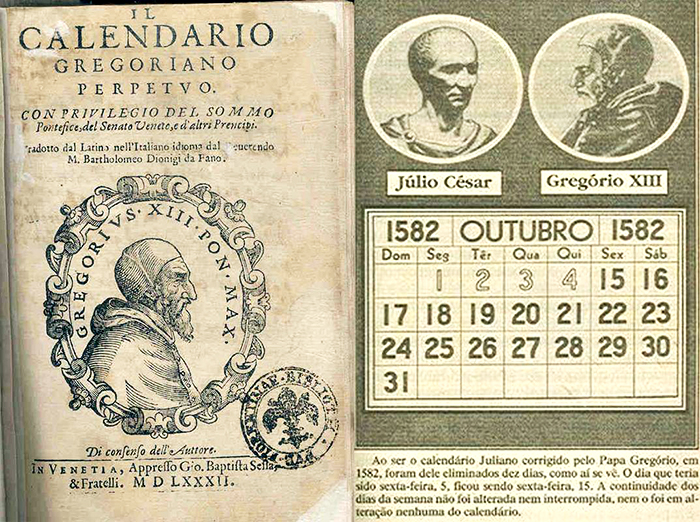 IL
CALENDARIO
GREGORIANO
PERPETVO.
CON PRIVILEGIO DEL SOMMO
Pontefice, del Senato Veneto, e d'altri Prencipi.
Tradotto dal Latino nell'Italiano idioma dal Reuerendo
M. Bartholomeo Dionigi da Fano.
GREGORIVS. XIII. PON. MAX.
Di consenso dell'Auttore.
IN VENETIA, Appresso Gio. Battista Sessa,
& Fratelli. M D LXXXII.
Júlio César
Gregório XIII
1582 OUTUBRO 1582
Dom Seg Têr Qua Qui Sex Sáb
1 2 3 4 15 16
17 18 19 20 21 22 23
24 25 26 27 28 29 30
31
Ao ser o calendário Juliano corrigido pelo Papa Gregório, em
1582, foram dele eliminados dez dias, como aí se vê. O dia que teria
sido sexta-feira, 5, ficou sendo sexta-feira, 15. A continuidade dos
dias da semana não foi alterada nem interrompida, nem o foi em al-
teração nenhuma do calendário.